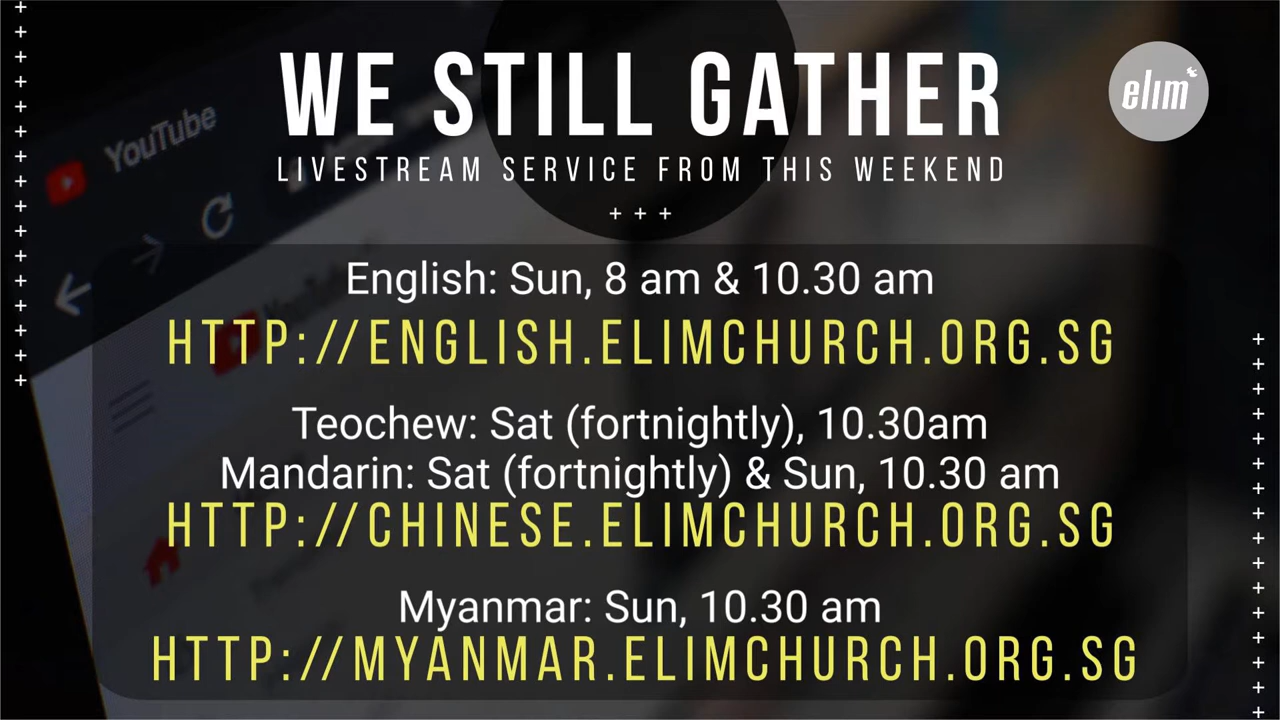 WE STILL GATHER
elim
LIVESTREAM SERVICE FROM THIS WEEKEND
+ + +
YouTube
English: Sun, 8 am & 10.30 am
HTTP://ENGLISH.ELIMCHURCH.ORG.SG
Teochew: Sat (fortnightly), 10.30am
Mandarin: Sat (fortnightly) & Sun, 10.30 am
HTTP://CHINESE.ELIMCHURCH.ORG.SG
Myanmar: Sun, 10.30 am
HTTP://MYANMAR.ELIMCHURCH.ORG.SG